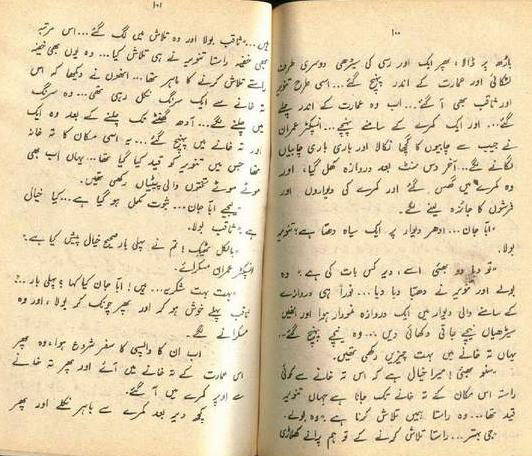 ۱۰۰
باڑھ پر ڈالا، پھر ایک اور رسی کی سیڑھی دوسری طرف
لٹکائی اور عمارت کے اندر پہنچ گئے... اسی طرح تنویر
اور ثاقب بھی آ گئے... اب وہ عمارت کے اندر چلے
گئے... اور ایک کمرے کے سامنے پہنچے... انسپکٹر عمران
نے جیب سے چابیوں کا گچھا نکالا اور باری باری چابیاں
لگانے لگے... آخر دس منٹ بعد دروازہ کھل گیا، اور
وہ کمرے میں گھس گئے اور کمرے کی دیواروں اور
فرشوں کا جائزہ لینے لگے۔
"ابا جان... ادھر دیوار پر ایک سیاہ دھبا ہے" تنویر
بولا۔
"تو دبا دو بھئی اسے، دیر کس بات کی ہے" وہ
بولے اور تنویر نے دھبا دبا دیا... فوراً ہی دروازے
کے سامنے والی دیوار میں ایک دروازہ نمودار ہوا اور انھیں
سیڑھیاں نیچے جاتی دکھائی دیں... وہ نیچے پہنچ گئے...
یہاں تہ خانے میں بہت چیزیں رکھی تھیں۔
"سنو بھئی! میرا خیال ہے کہ اس تہ خانے سے کوئی
راستہ اس مکان کے تہ خانے تک جاتا ہے جہاں تنویر
قید تھا... وہ راستا ہمیں تلاش کرنا ہے" وہ بولے۔
"جی بہتر... راستا تلاش کرنے کے تو ہم پرانے کھلاڑی
۱۰۱
ہیں..." ثاقب بولا اور وہ تلاش میں لگ گئے... اس مرتبہ
بھی خفیہ راستا تنویر نے ہی تلاش کیا... وہ یوں بھی خفیہ
راستے تلاش کرنے کا ماہر تھا... انھوں نے دیکھا کہ اس
تہ خانے سے ایک سرنگ نکل رہی تھی... وہ سرنگ
میں چلنے لگے... آدھ گھنٹے تک چلنے کے بعد وہ ایک
اور تہ خانے میں پہنچ گئے... یہ اسی مکان کا تہ خانہ
تھا جس میں تنویر کو قید کیا گیا تھا... یہاں اب بھی
موٹے موٹے تختوں والی پیٹیاں رکھی تھیں۔
"لیجیے ابا جان... ثبوت مکمل ہو گیا ہے... کیا خیال
ہے" ثاقب بولا۔
"بالکل ٹھیک! تم نے پہلی بار صحیح خیال پیش کیا ہے"
انسپکٹر عمران مسکرائے۔
"بہت بہت شکریہ... ہیں! ابا جان کیا کہا؟ پہلی بار..."
ثاقب پہلے خوش ہو کر اور پھر چونک کر بولا، اور وہ
مسکرانے لگے۔
اب ان کا واپسی کا سفر شروع ہوا، وہ پھر
اس عمارت کے تہ خانے میں آئے اور پھر تہ خانے
سے اوپر کمرے میں آ گئے۔
کچھ دیر بعد کمرے سے باہر نکلے اور پھر